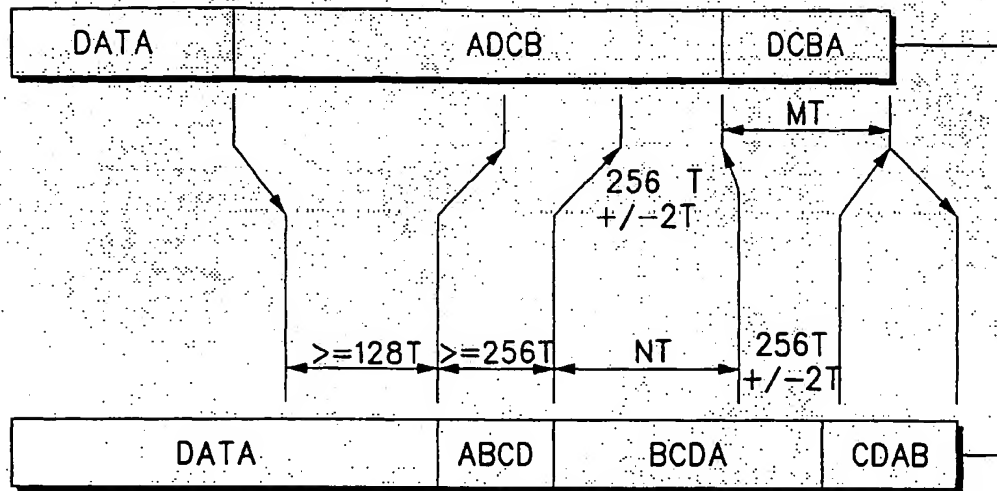 DATA ADCB DCBA
MT
256 T
+/-2T
>=128T >=256T NT 256T
+/-2T
DATA ABCD BCDA CDAB